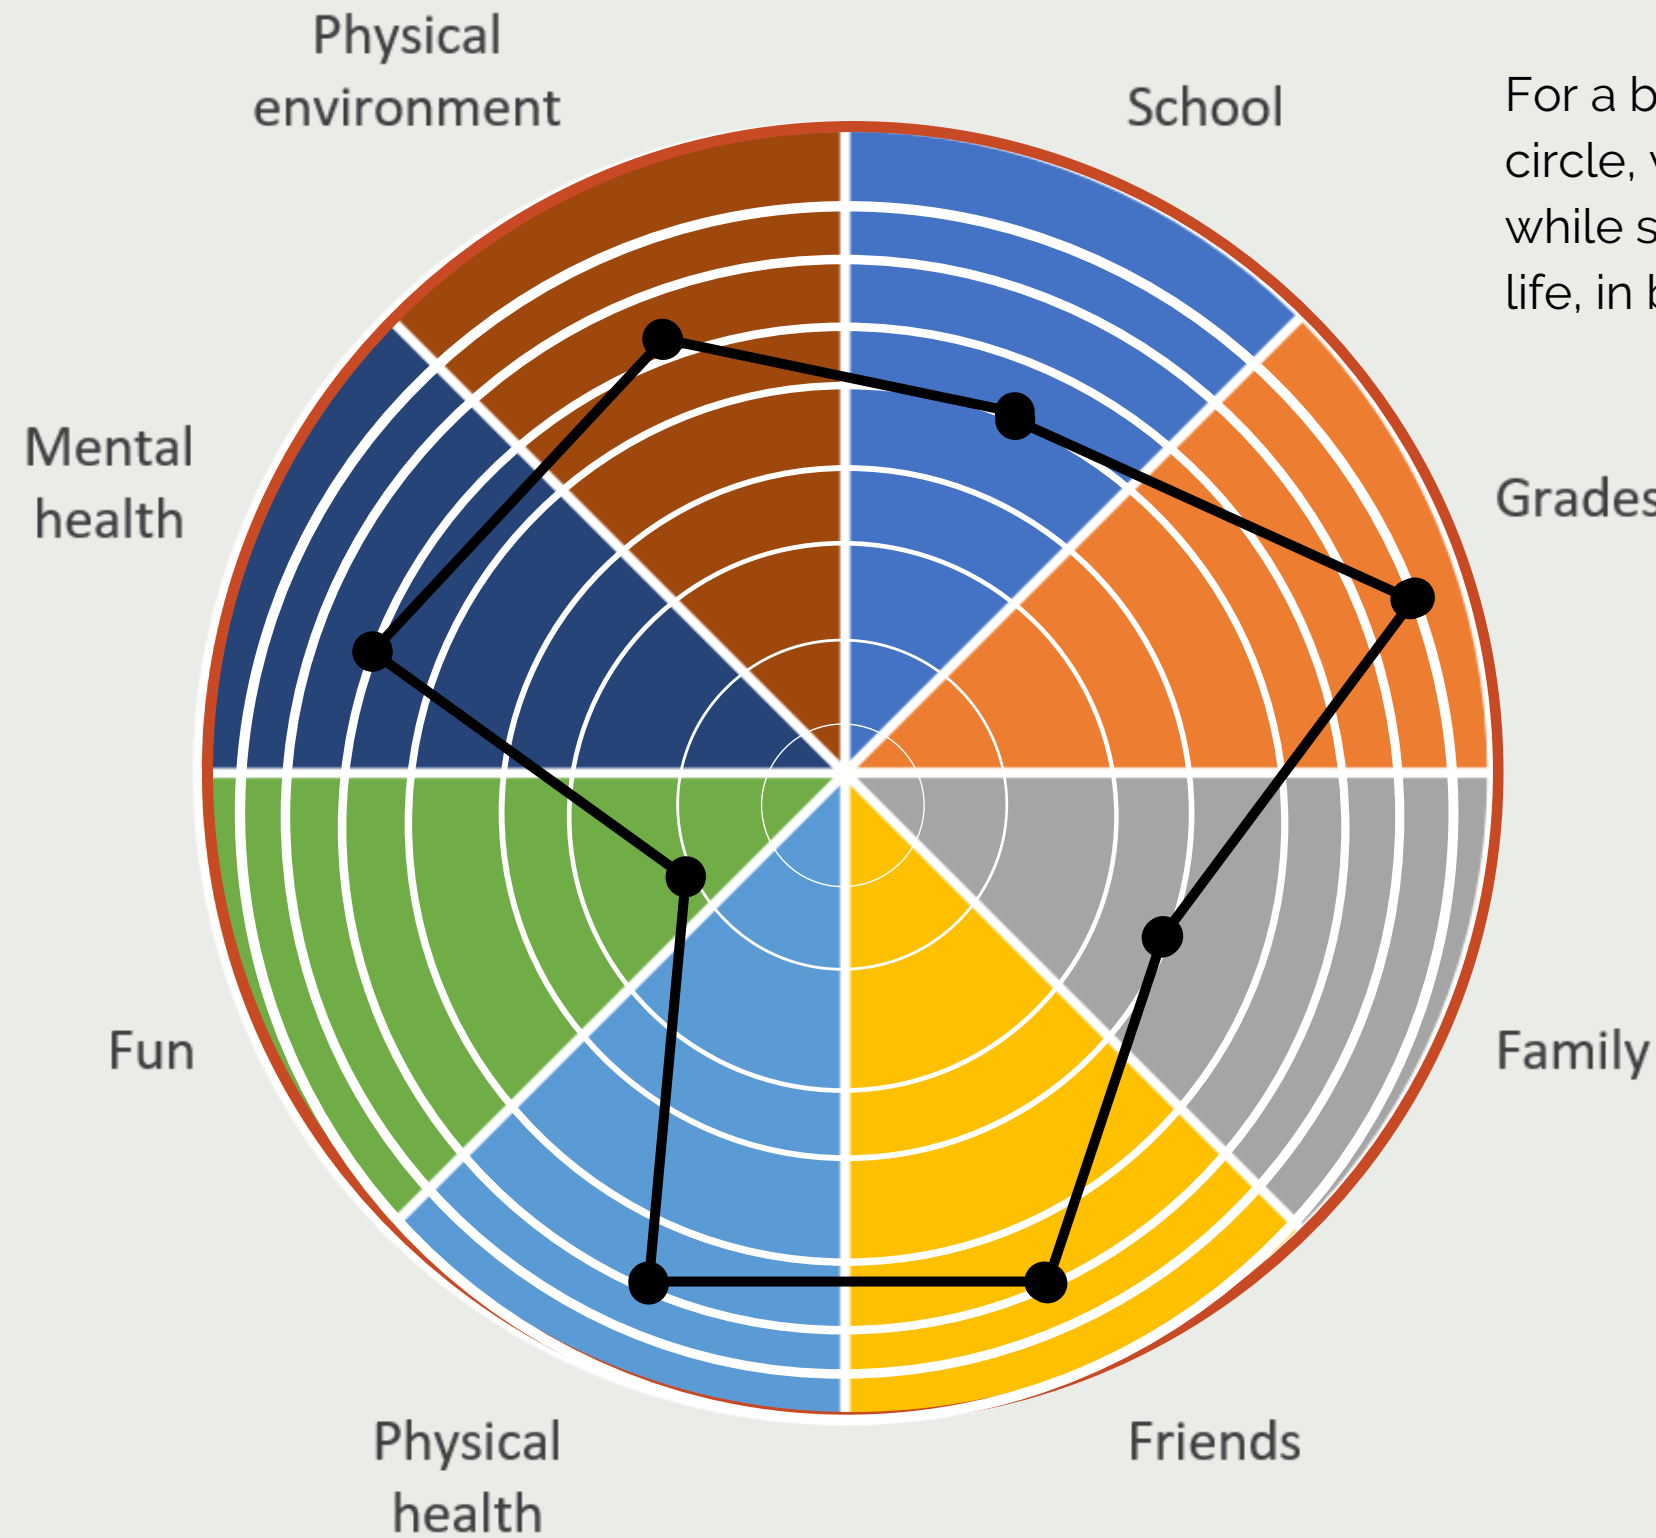 Physical
environment
School
For a b
circle,
while s
life, in b
Mental
health
Grades
Fun
Family
Physical
health
Friends